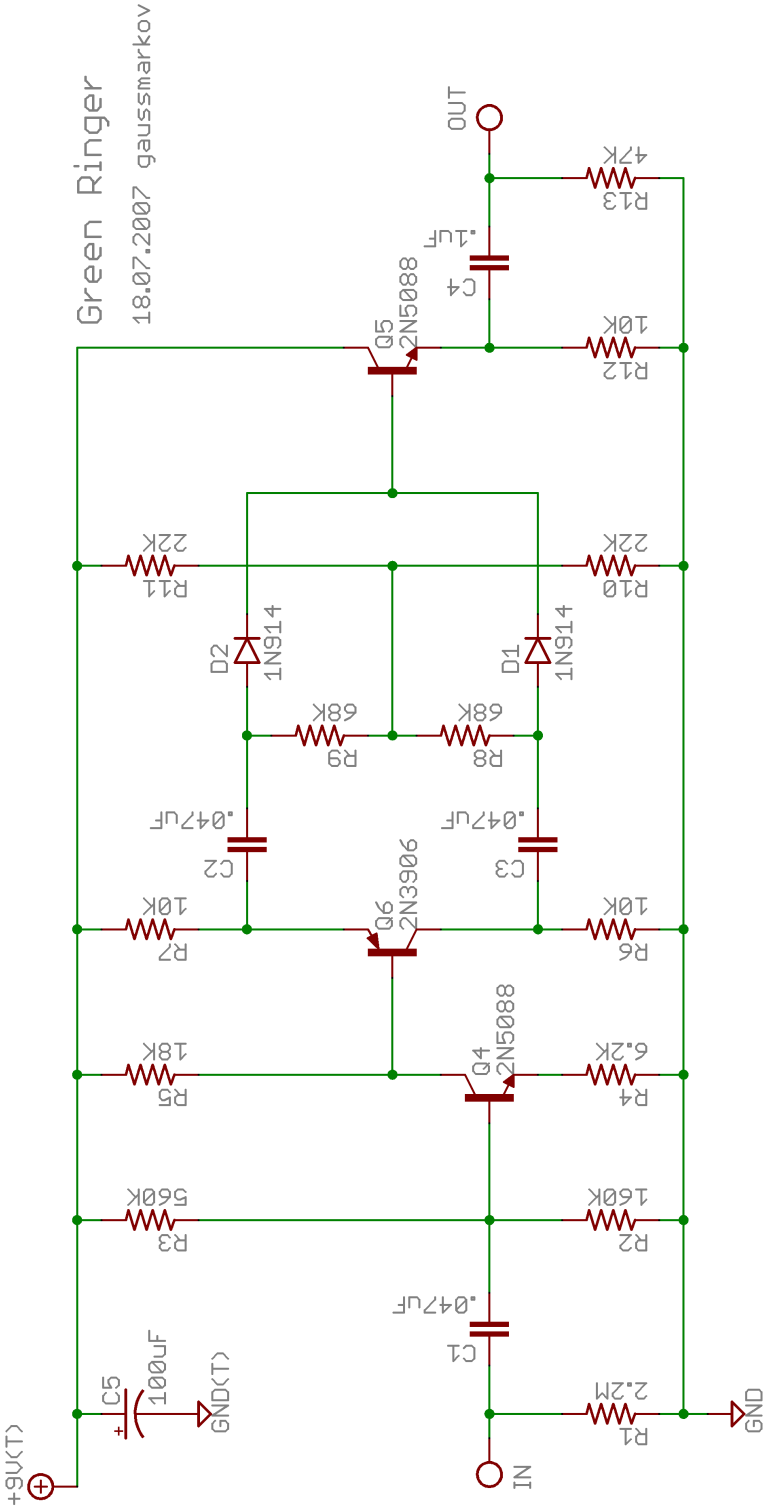 Green Ringer
18.07.2007 gaussmarkov
+9V(T)
C5
100uF
GND(T)
R3
560K
R5
18K
R7
10K
R11
22K
C2
.047uF
D2
1N914
R9
68K
R8
68K
Q6
2N3906
Q5
2N5088
C3
.047uF
D1
1N914
Q4
2N5088
C4
.1uF
OUT
IN
C1
.047uF
R1
2.2M
R2
160K
R4
6.2K
R6
10K
R10
22K
R12
10K
R13
47K
GND